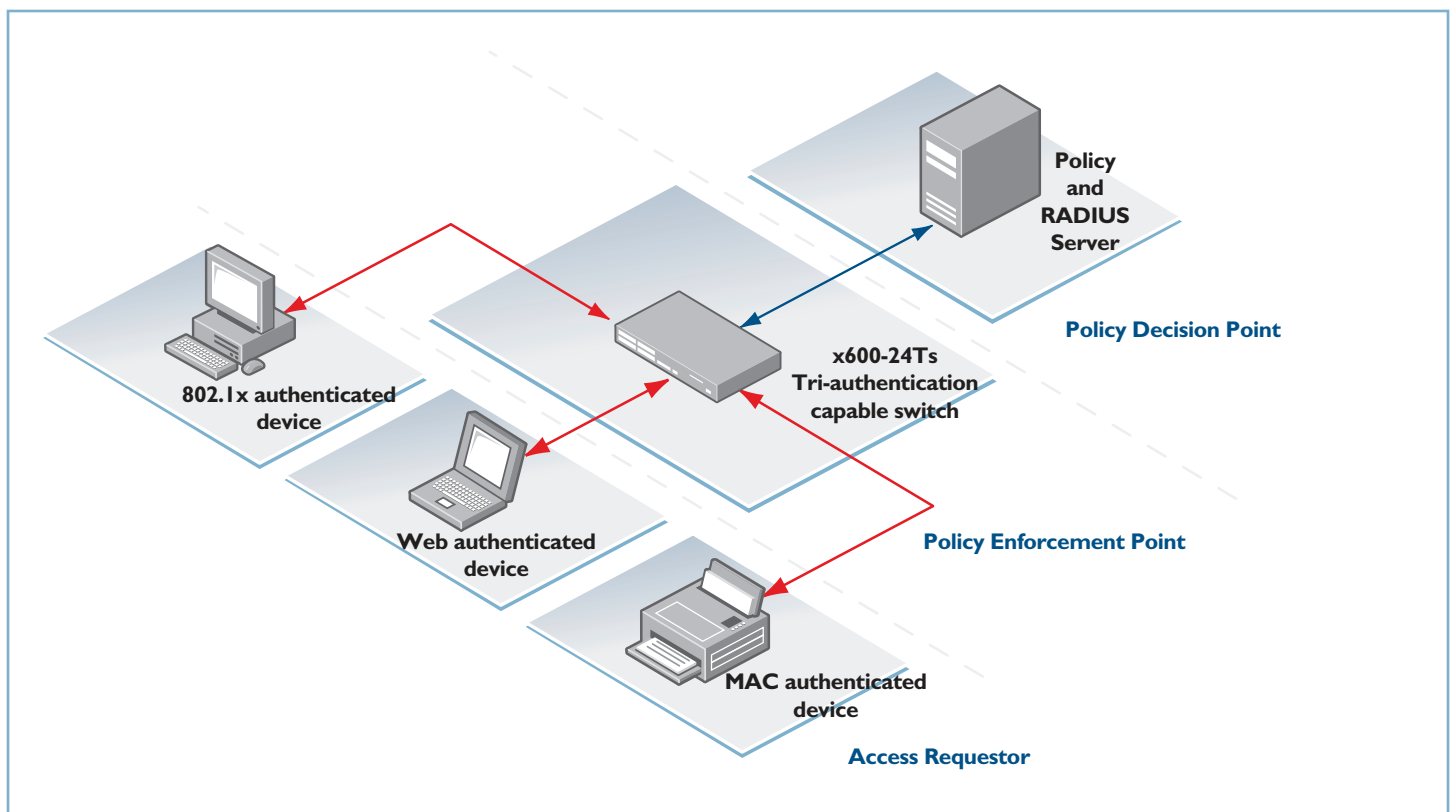 Policy
and
RADIUS
Server
Policy Decision Point
x600-24Ts
Tri-authentication
capable switch
802.1x authenticated
device
Web authenticated
device
Policy Enforcement Point
MAC authenticated
device
Access Requestor